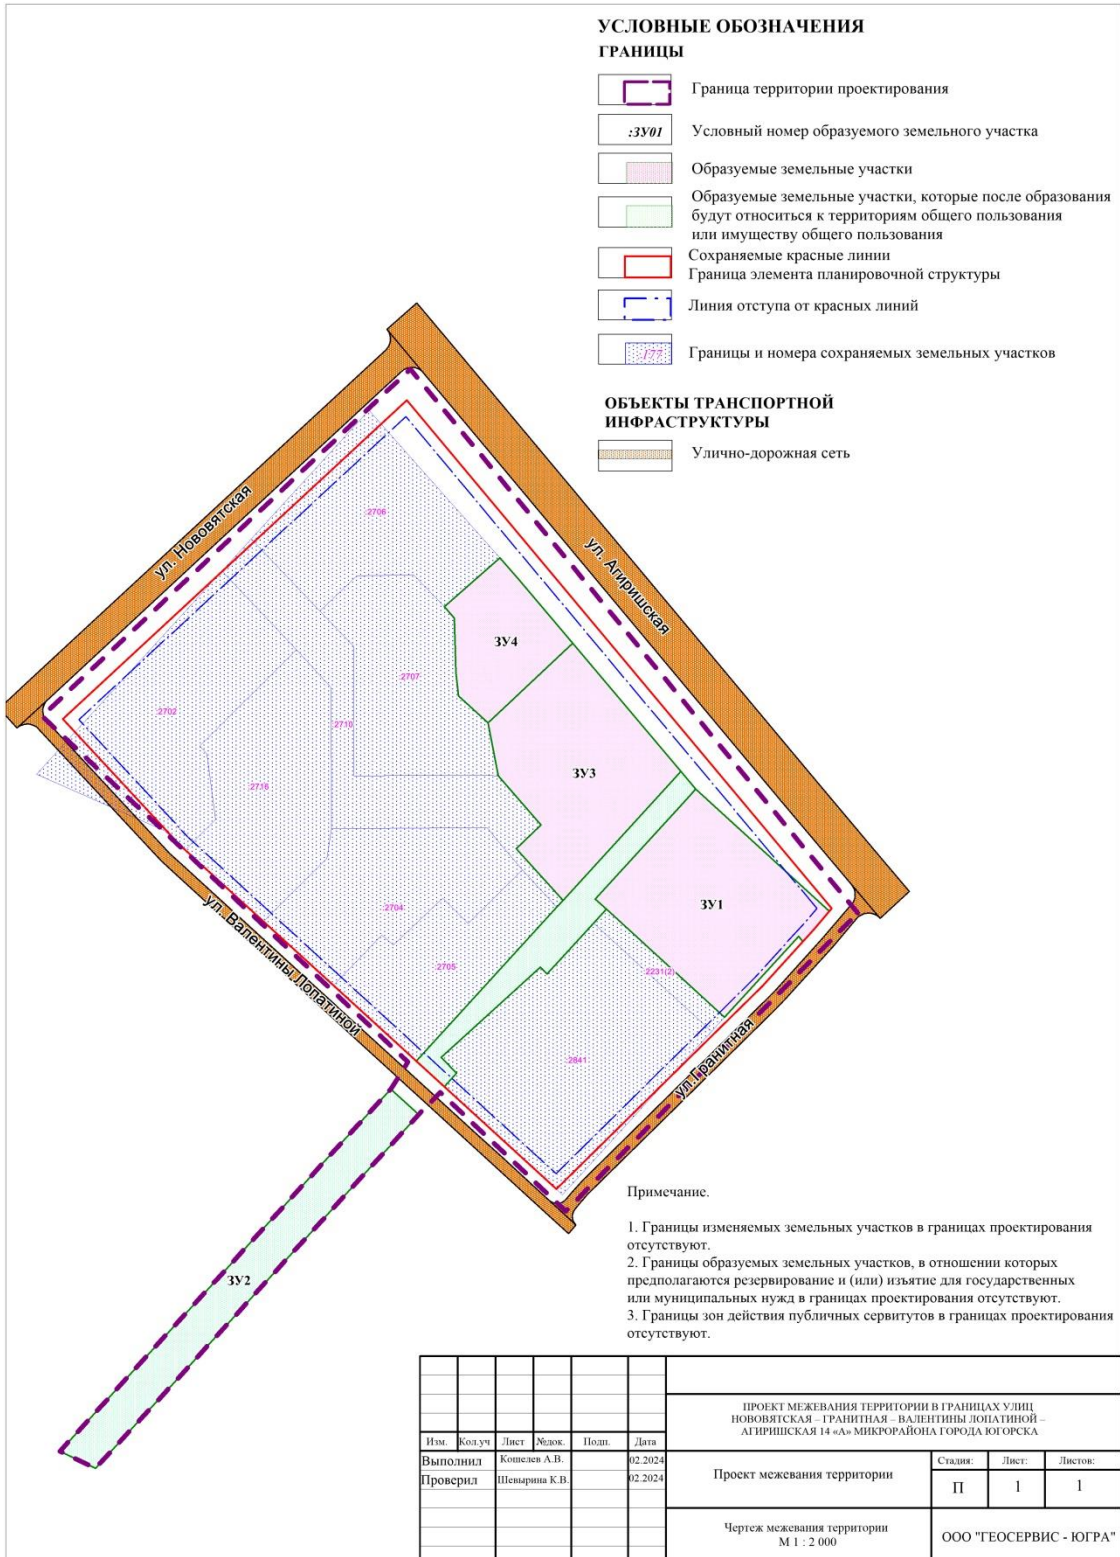 УСЛОВНЫЕ ОБОЗНАЧЕНИЯ
ГРАНИЦЫ
Граница территории проектирования
:ЗУ01
Условный номер образуемого земельного участка
Образуемые земельные участки
Образуемые земельные участки, которые после образования
будут относиться к территориям общего пользования
или имуществу общего пользования
Сохраняемые красные линии
Граница элемента планировочной структуры
Линия отступа от красных линий
:177
Границы и номера сохраняемых земельных участков
ОБЪЕКТЫ ТРАНСПОРТНОЙ
ИНФРАСТРУКТУРЫ
Улично-дорожная сеть
ул. Нововятская
ул. Агиришская
2706
ЗУ4
2707
2702
2715
2716
ЗУ3
ЗУ1
2704
2705
2231(2)
ул. Валентины Лопатиной
ул.Гранитная
2841
ЗУ2
Примечание.
1. Границы изменяемых земельных участков в границах проектирования
отсутствуют.
2. Границы образуемых земельных участков, в отношении которых
предполагаются резервирование и (или) изъятие для государственных
или муниципальных нужд в границах проектирования отсутствуют.
3. Границы зон действия публичных сервитутов в границах проектирования
отсутствуют.
ПРОЕКТ МЕЖЕВАНИЯ ТЕРРИТОРИИ В ГРАНИЦАХ УЛИЦ
НОВОВЯТСКАЯ – ГРАНИТНАЯ – ВАЛЕНТИНЫ ЛОПАТИНОЙ –
АГИРИШСКАЯ 14 «А» МИКРОРАЙОНА ГОРОДА ЮГОРСКА
Изм. Кол.уч Лист №док. Подп. Дата
Выполнил Кошелев А.В. 02.2024
Проверил Шевырина К.В. 02.2024
Проект межевания территории
Стадия: Лист: Листов:
П 1 1
Чертеж межевания территории
М 1 : 2 000
ООО "ГЕОСЕРВИС - ЮГРА"